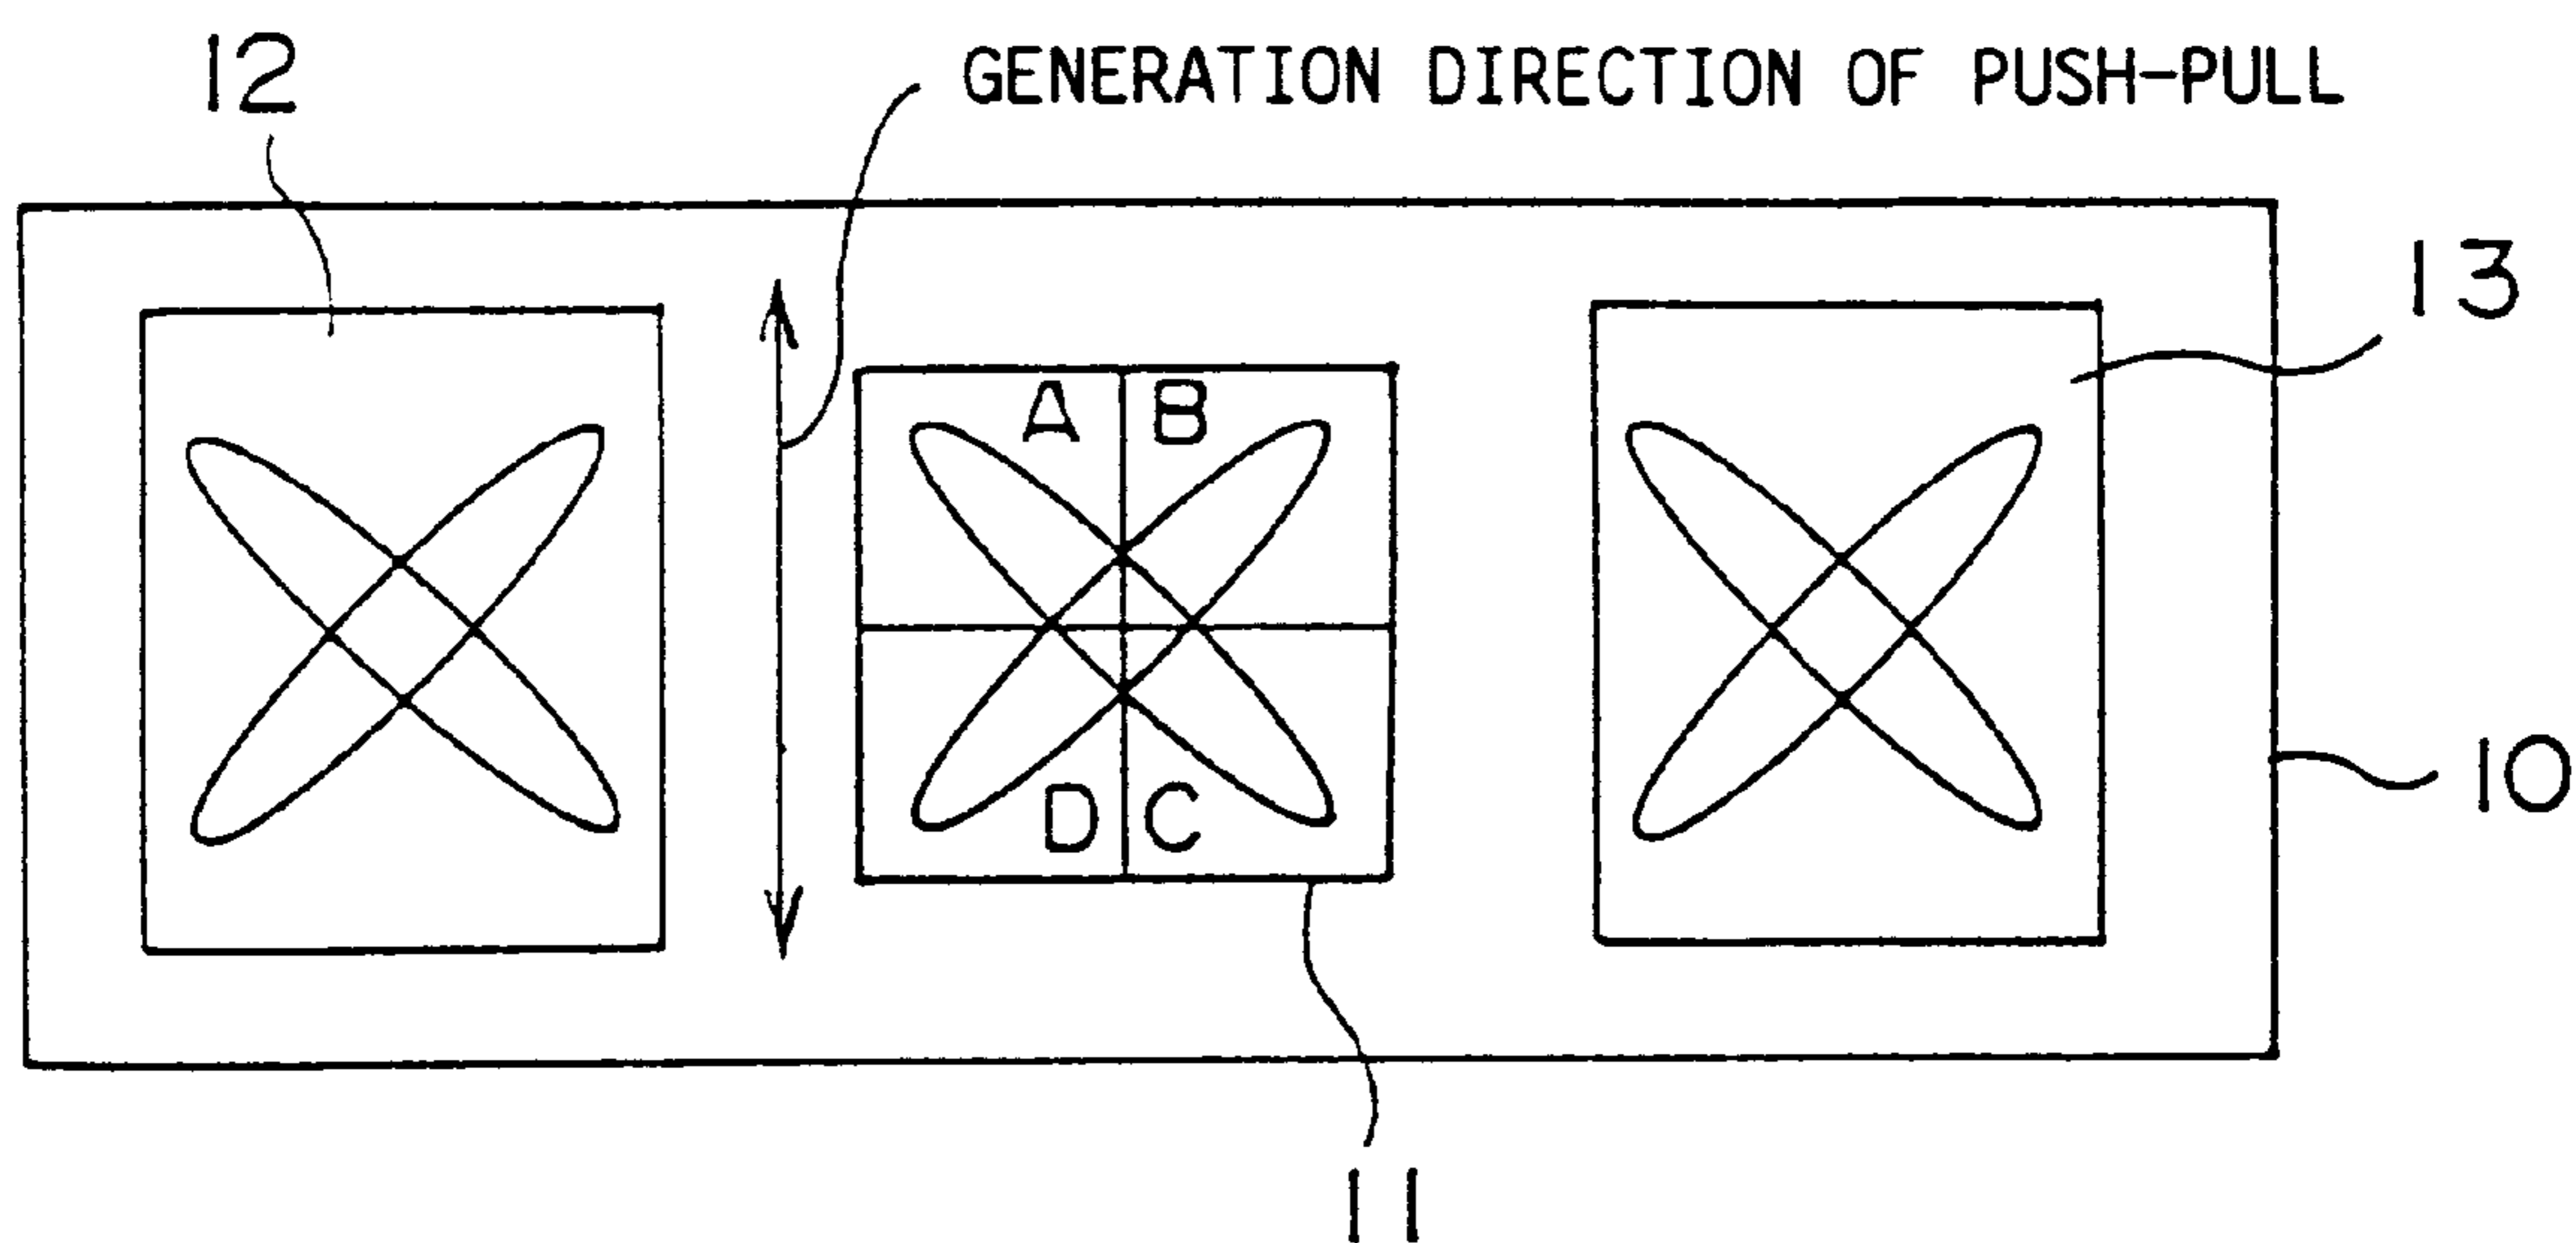 12
GENERATION DIRECTION OF PUSH-PULL
13
A B
10
D C
11